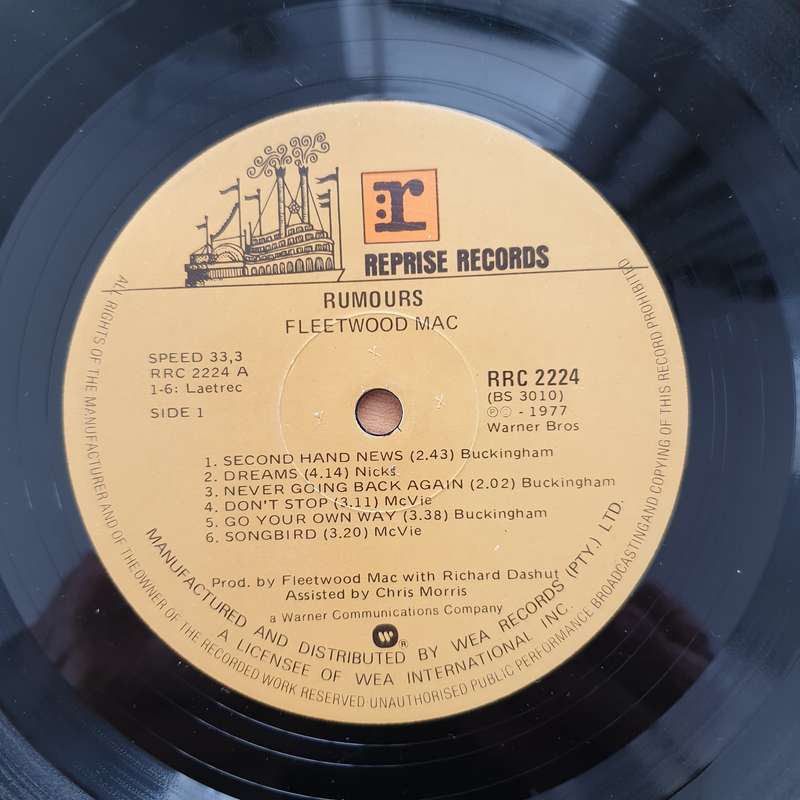 :r
REPRISE RECORDS
RUMOURS
FLEETWOOD MAC
SPEED 33,3
RRC 2224 A
1-6: Laetrec
SIDE 1
RRC 2224
(BS 3010)
℗© - 1977
Warner Bros
1. SECOND HAND NEWS (2.43) Buckingham
2. DREAMS (4.14) Nicks
3. NEVER GOING BACK AGAIN (2.02) Buckingham
4. DON'T STOP (3.11) McVie
5. GO YOUR OWN WAY (3.38) Buckingham
6. SONGBIRD (3.20) McVie
Prod. by Fleetwood Mac with Richard Dashut
Assisted by Chris Morris
a Warner Communications Company
W®
MANUFACTURED AND DISTRIBUTED BY WEA RECORDS (PTY.) LTD.
A LICENSEE OF WEA INTERNATIONAL INC.
ALL RIGHTS OF THE MANUFACTURER AND OF THE OWNER OF THE RECORDED WORK RESERVED·UNAUTHORISED PUBLIC PERFORMANCE BROADCASTING AND COPYING OF THIS RECORD PROHIBITED